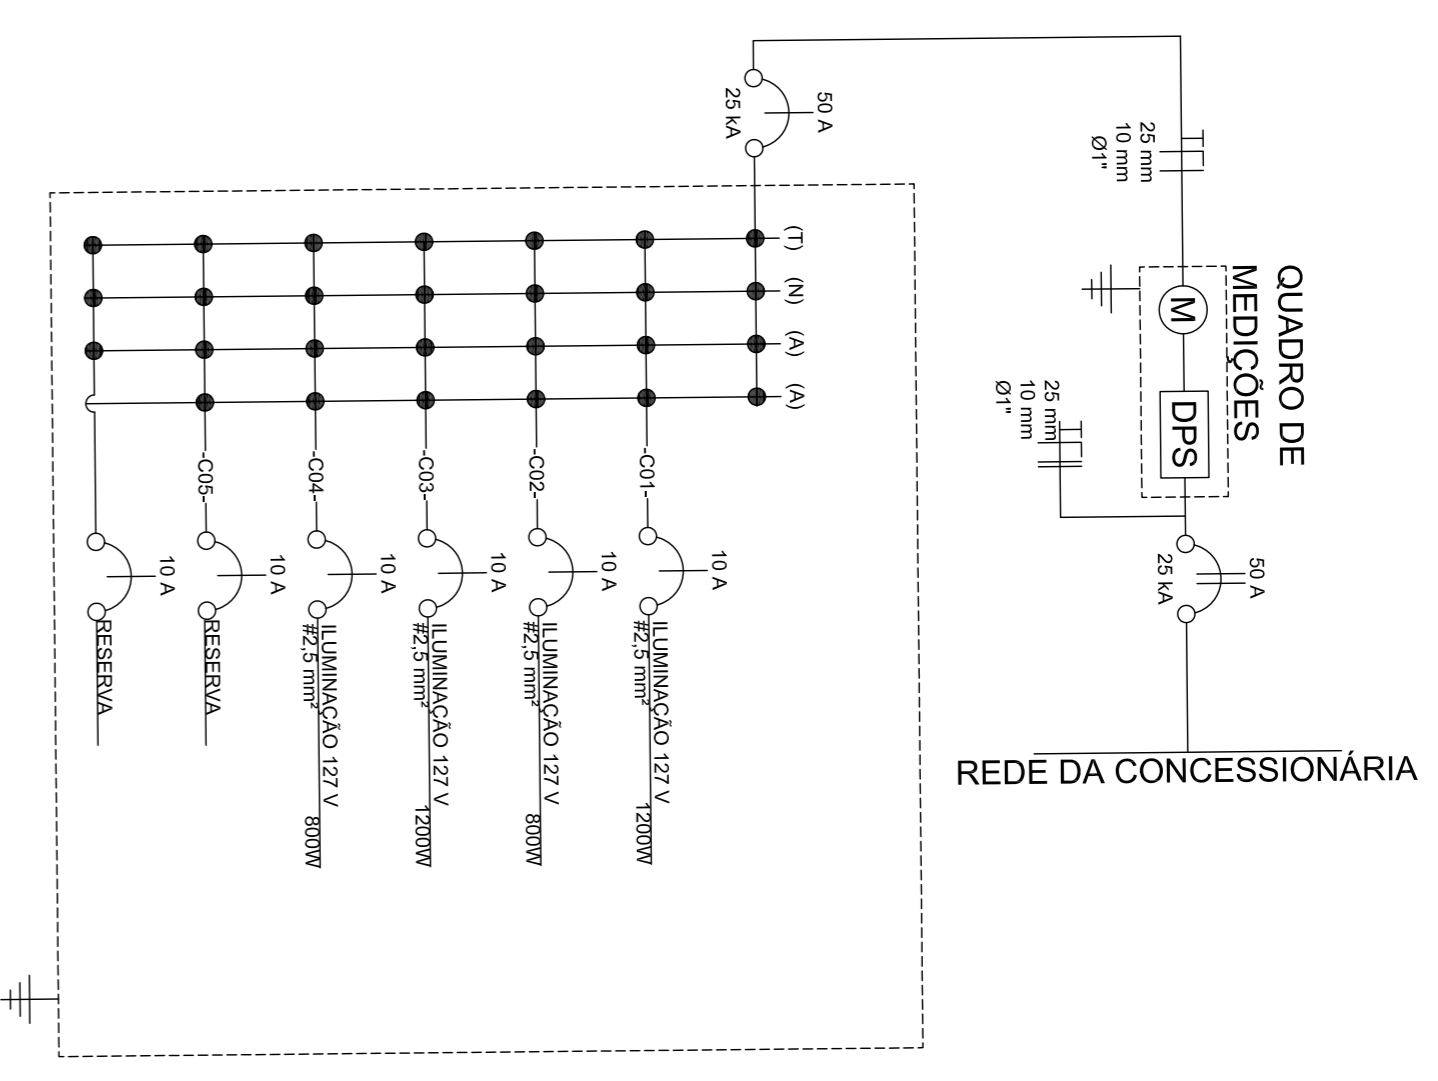 50 A
25 kA
25 mm
10 mm
Ø1"
QUADRO DE
MEDIÇÕES
M
DPS
25 mm
10 mm
Ø1"
50 A
25 kA
REDE DA CONCESSIONÁRIA
(T)
(N)
(A)
(A)
-C01-
10 A
ILUMINAÇÃO 127 V
#2,5 mm²
1200W
-C02-
10 A
ILUMINAÇÃO 127 V
#2,5 mm²
800W
-C03-
10 A
ILUMINAÇÃO 127 V
#2,5 mm²
1200W
-C04-
10 A
ILUMINAÇÃO 127 V
#2,5 mm²
800W
-C05-
10 A
RESERVA
10 A
RESERVA